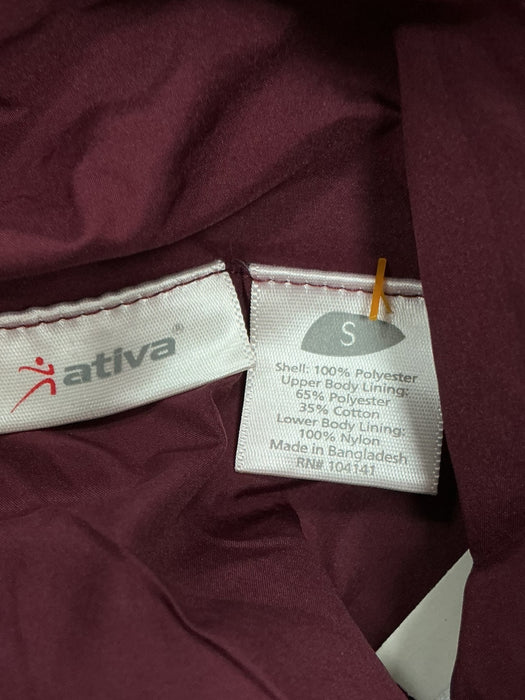 ativa®
S
Shell: 100% Polyester
Upper Body Lining:
65% Polyester
35% Cotton
Lower Body Lining:
100% Nylon
Made in Bangladesh
RN# 104141